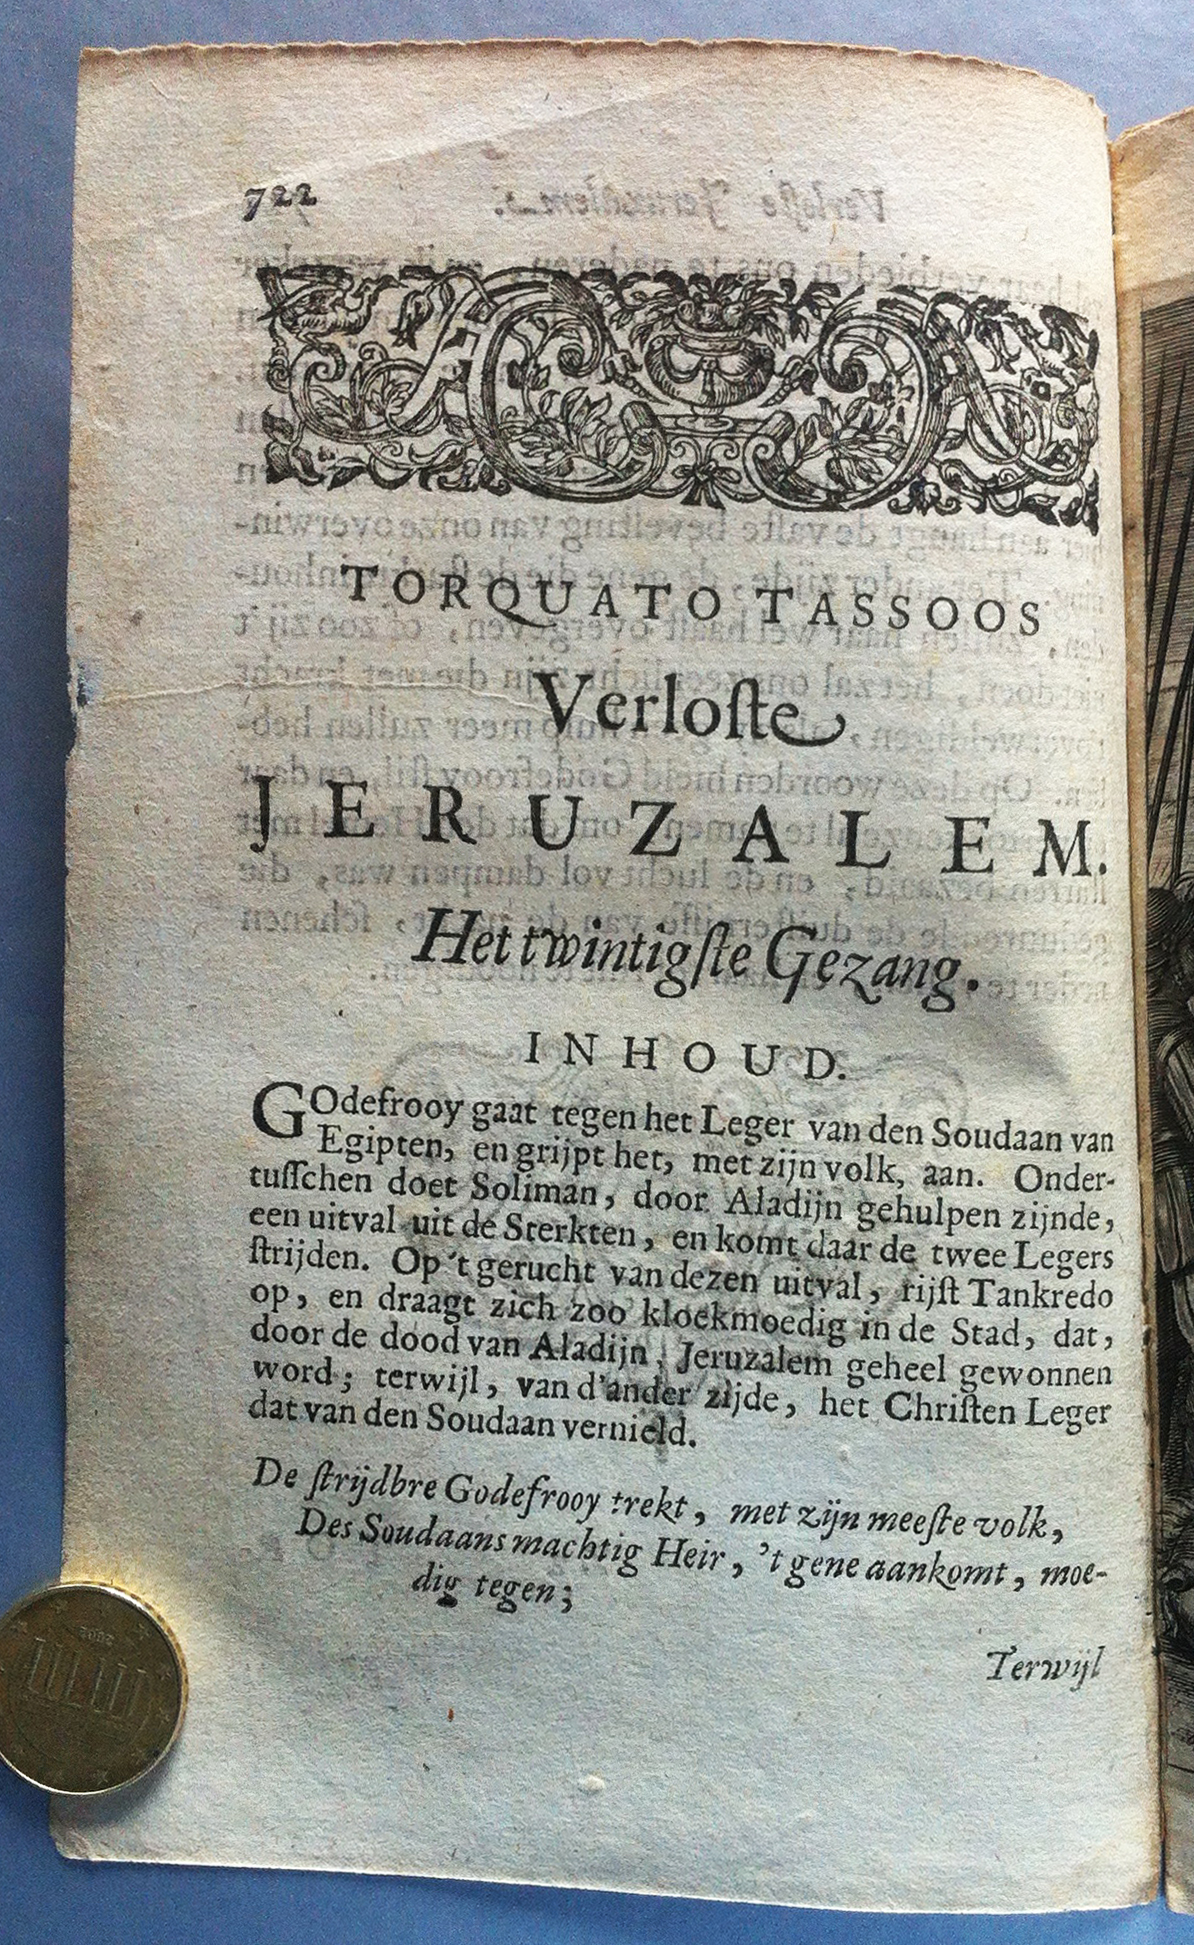 722
TORQUATO TASSOOS
Verloſte
JERUZALEM.
Het twintigſte Gezang.
INHOUD.
GOdefrooy gaat tegen het Leger van den Soudaan van
Egipten, en grijpt het, met zijn volk, aan. Onder-
tuſſchen doet Soliman, door Aladijn gehulpen zijnde,
een uitval uit de Sterkten, en komt daar de twee Legers
ſtrijden. Op 't gerucht van dezen uitval, rijſt Tankredo
op, en draagt zich zoo kloekmoedig in de Stad, dat,
door de dood van Aladijn, Jeruzalem geheel gewonnen
word; terwijl, van d'ander zijde, het Chriſten Leger
dat van den Soudaan vernield.
De ſtrijdbre Godefrooy trekt, met zijn meeſte volk,
Des Soudaans machtig Heir, 't gene aankomt, moe-
dig tegen;
Terwijl